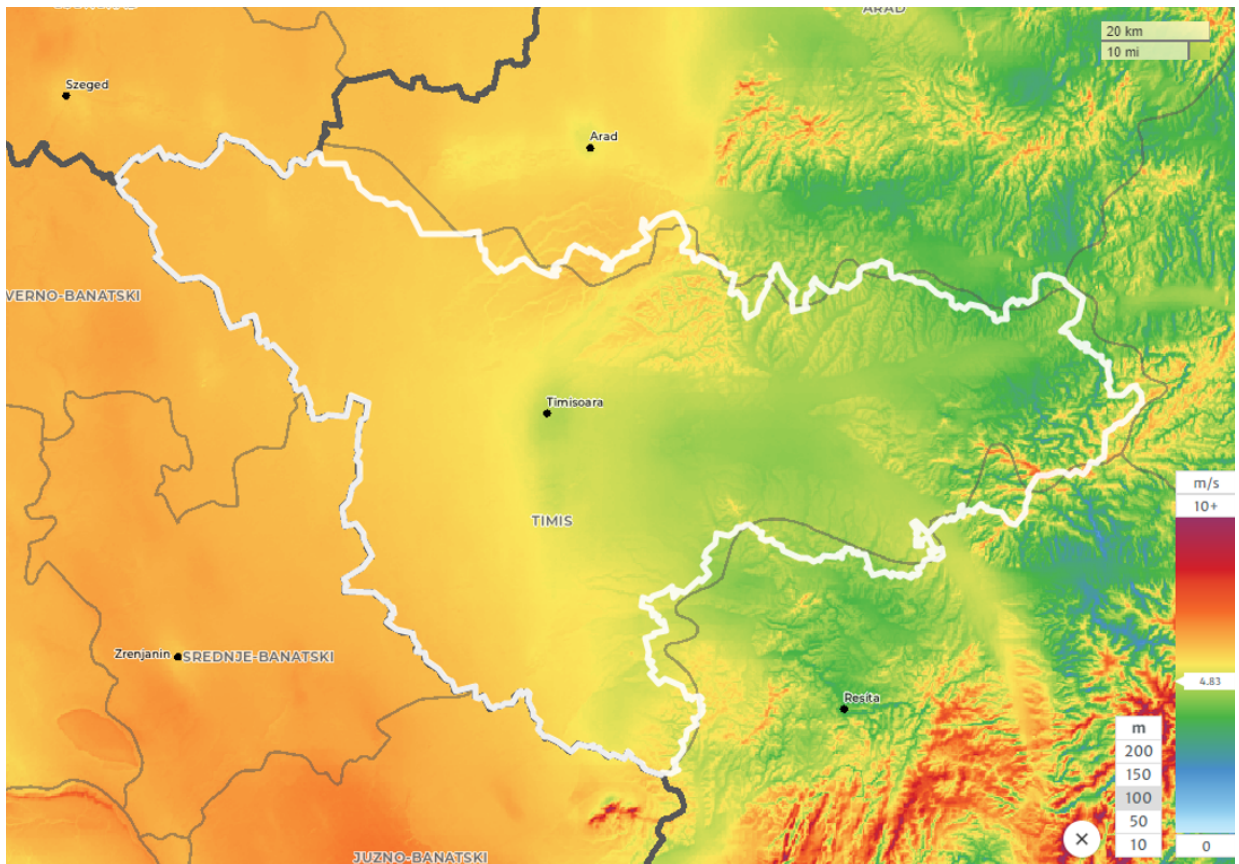 ARAD
20 km
10 mi
Szeged
Arad
VERNO-BANATSKI
Timisoara
TIMIS
m/s
10+
Zrenjanin
SREDNJE-BANATSKI
4.83
Resita
m
200
150
100
50
10
0
JUZNO-BANATSKI